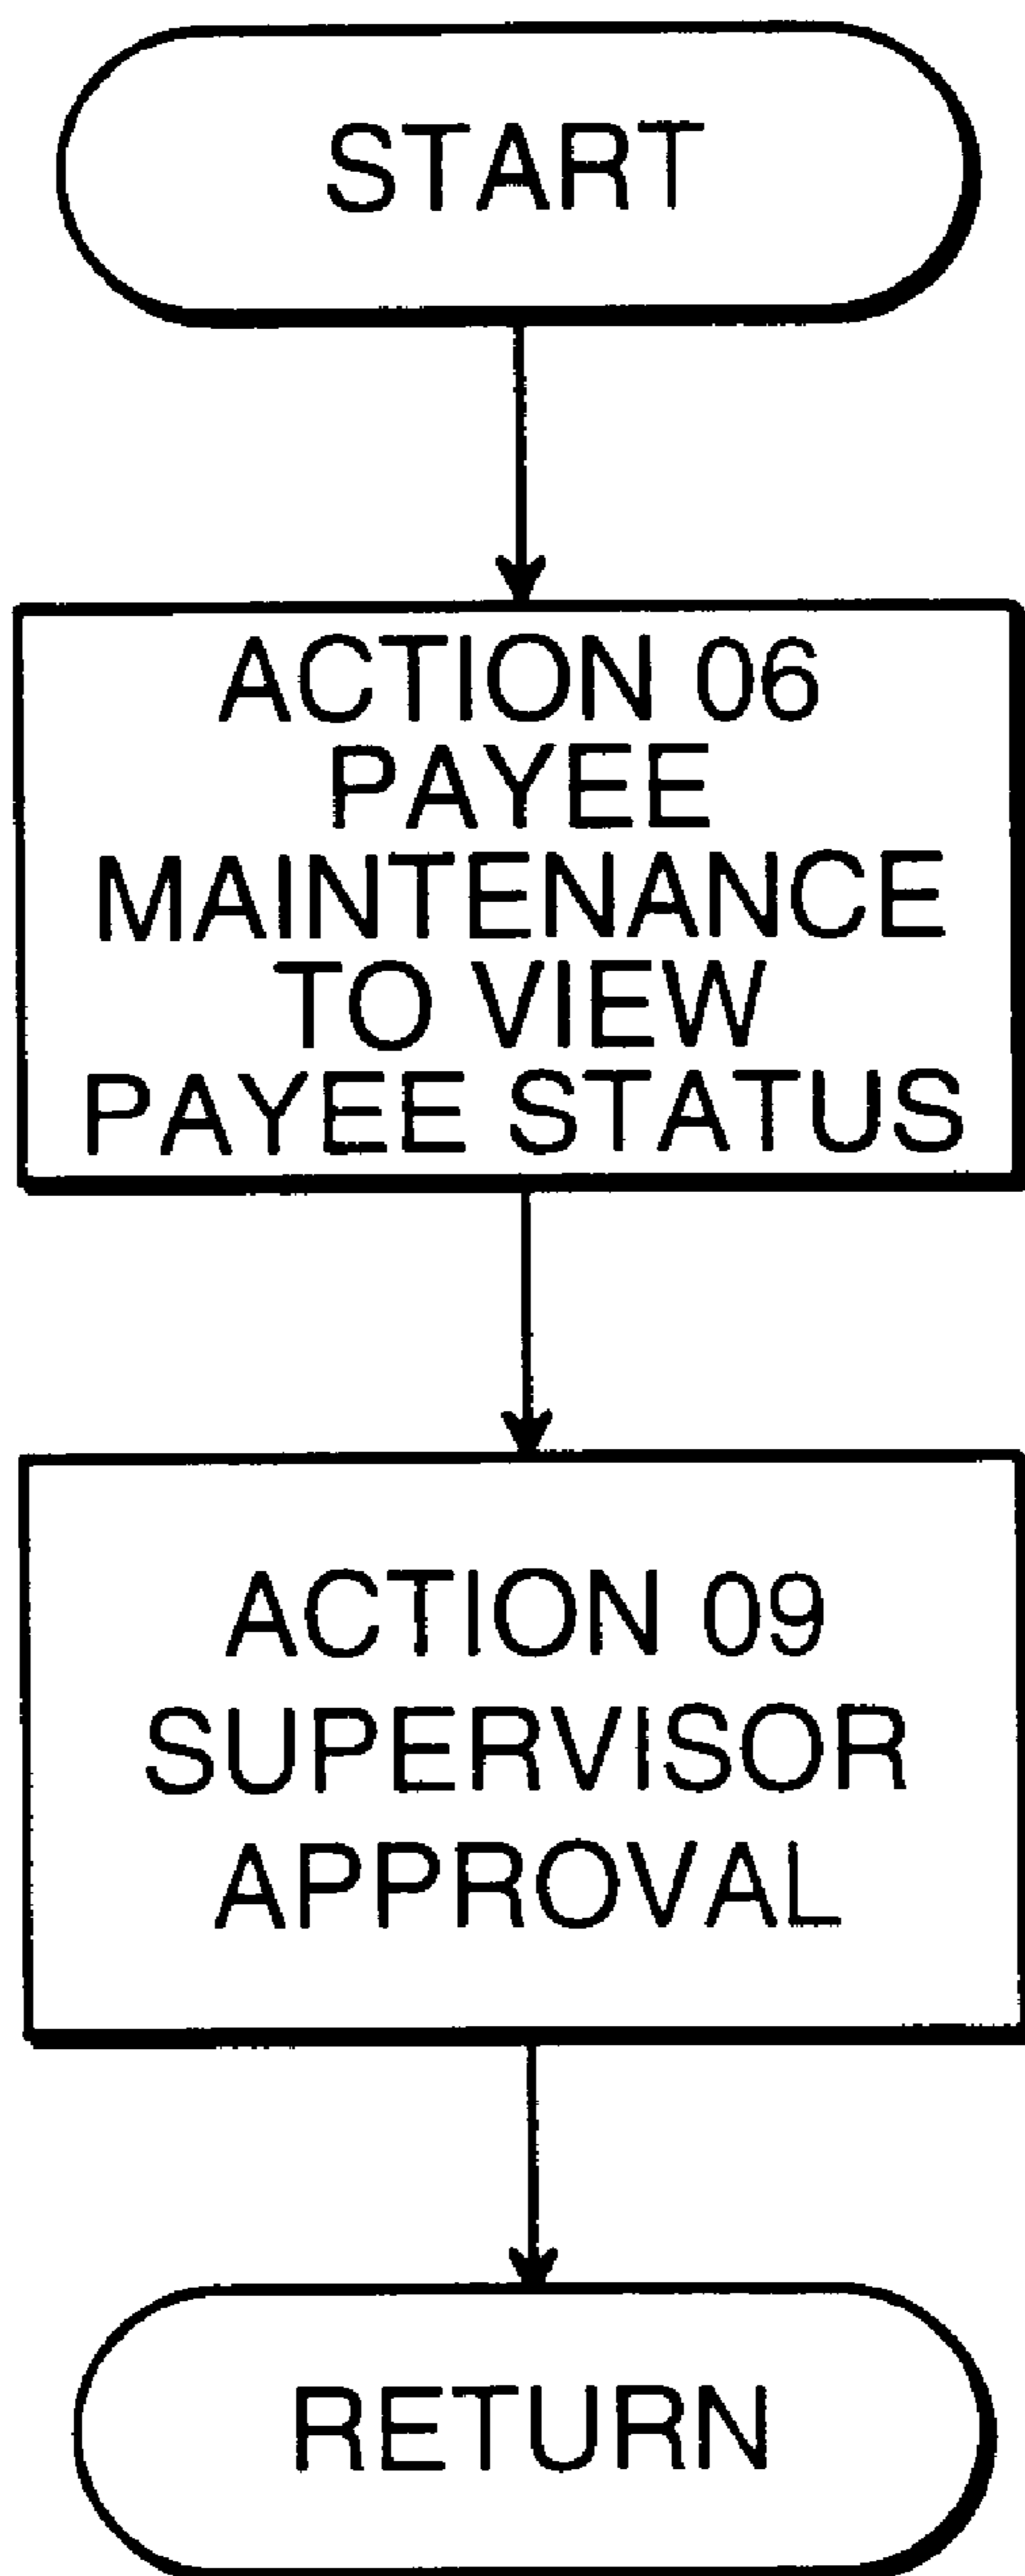 START
ACTION 06
PAYEE
MAINTENANCE
TO VIEW
PAYEE STATUS
ACTION 09
SUPERVISOR
APPROVAL
RETURN